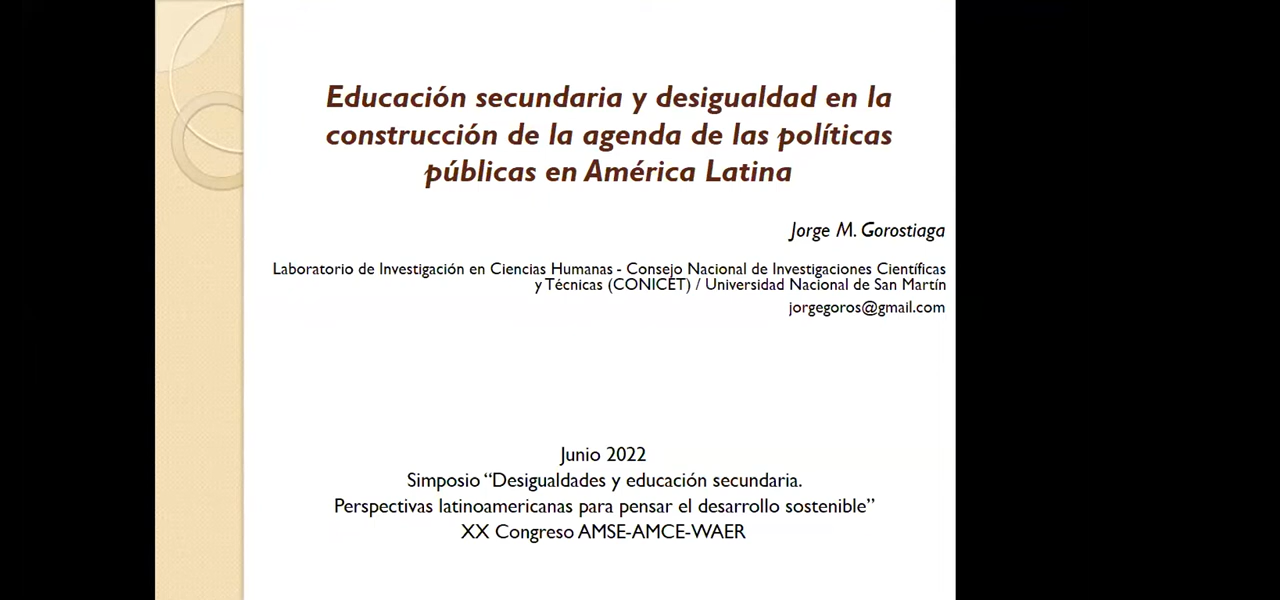 Educación secundaria y desigualdad en la
construcción de la agenda de las políticas
públicas en América Latina
Jorge M. Gorostiaga
Laboratorio de Investigación en Ciencias Humanas - Consejo Nacional de Investigaciones Científicas
y Técnicas (CONICET) / Universidad Nacional de San Martín
jorgegoros@gmail.com
Junio 2022
Simposio “Desigualdades y educación secundaria.
Perspectivas latinoamericanas para pensar el desarrollo sostenible”
XX Congreso AMSE-AMCE-WAER